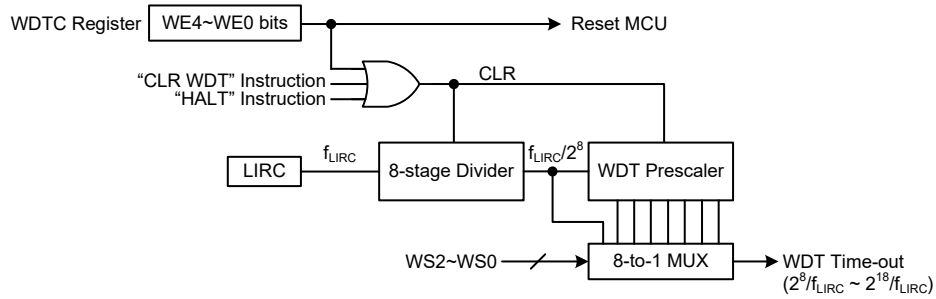 WDTC Register
WE4~WE0 bits
Reset MCU
“CLR WDT” Instruction
“HALT” Instruction
CLR
LIRC
fLIRC
8-stage Divider
fLIRC/2⁸
WDT Prescaler
WS2~WS0
8-to-1 MUX
WDT Time-out
(2⁸/fLIRC ~ 2¹⁸/fLIRC)